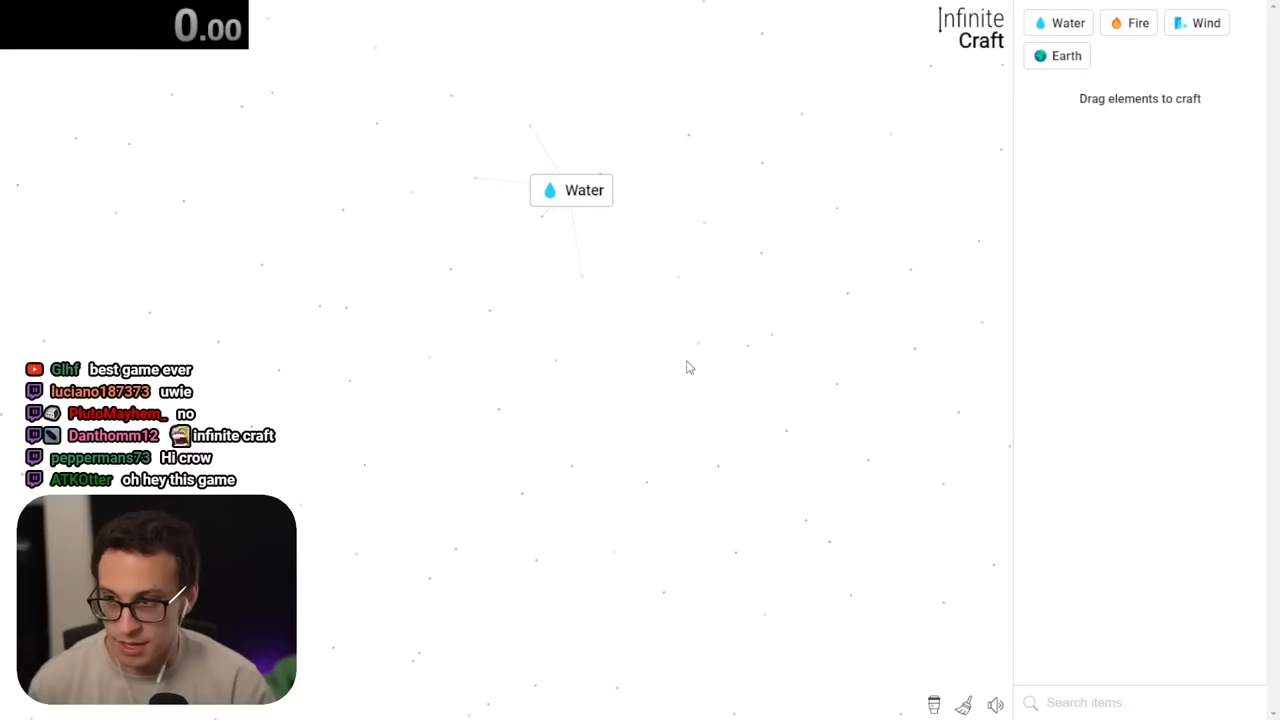 0.00
Infinite
Craft
Water
Fire
Wind
Earth
Drag elements to craft
Water
Glhf best game ever
luciano187373 uwie
PlutoMayhem_ no
Danthomm12 infinite craft
peppermans73 Hi crow
ATKOtter oh hey this game
Search items..